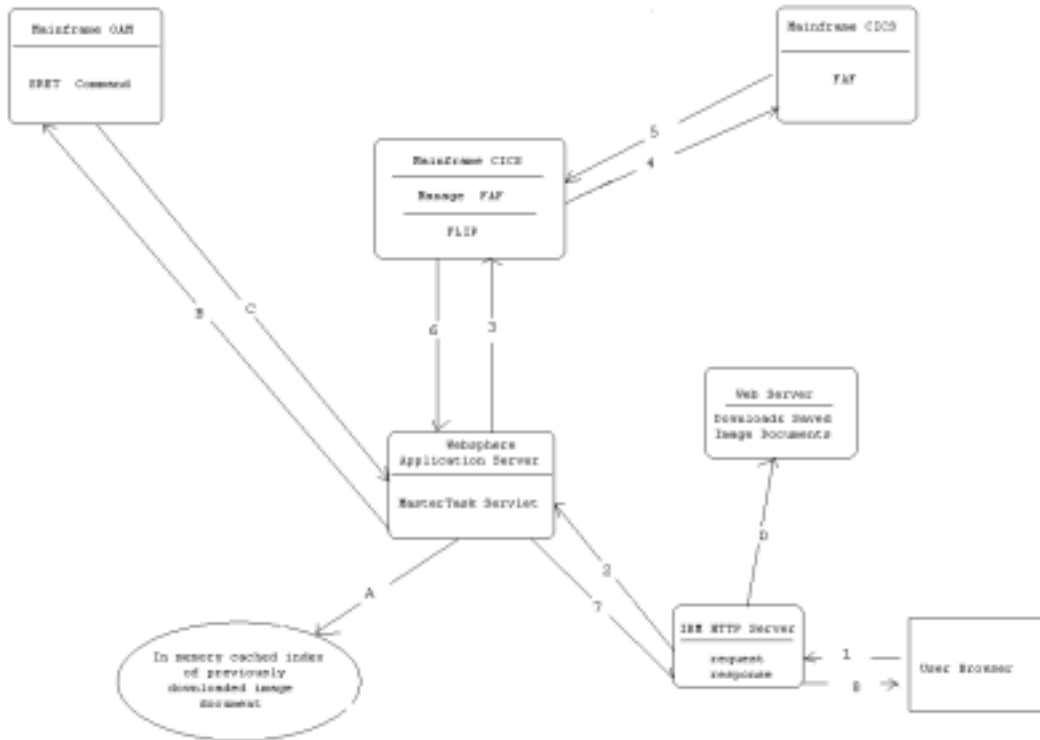 Mainframe OAM
Command
Mainframe CICS
FAF
5
4
Mainframe CICS
Manage FAF
FLIP
B
C
6
3
Web Server
Downloads Saved
Image Documents
Websphere
Application Server
MasterTask Servlet
D
2
7
A
IBM HTTP Server
request
response
1
8
User Browser
In memory cached index
of previously
downloaded image
document